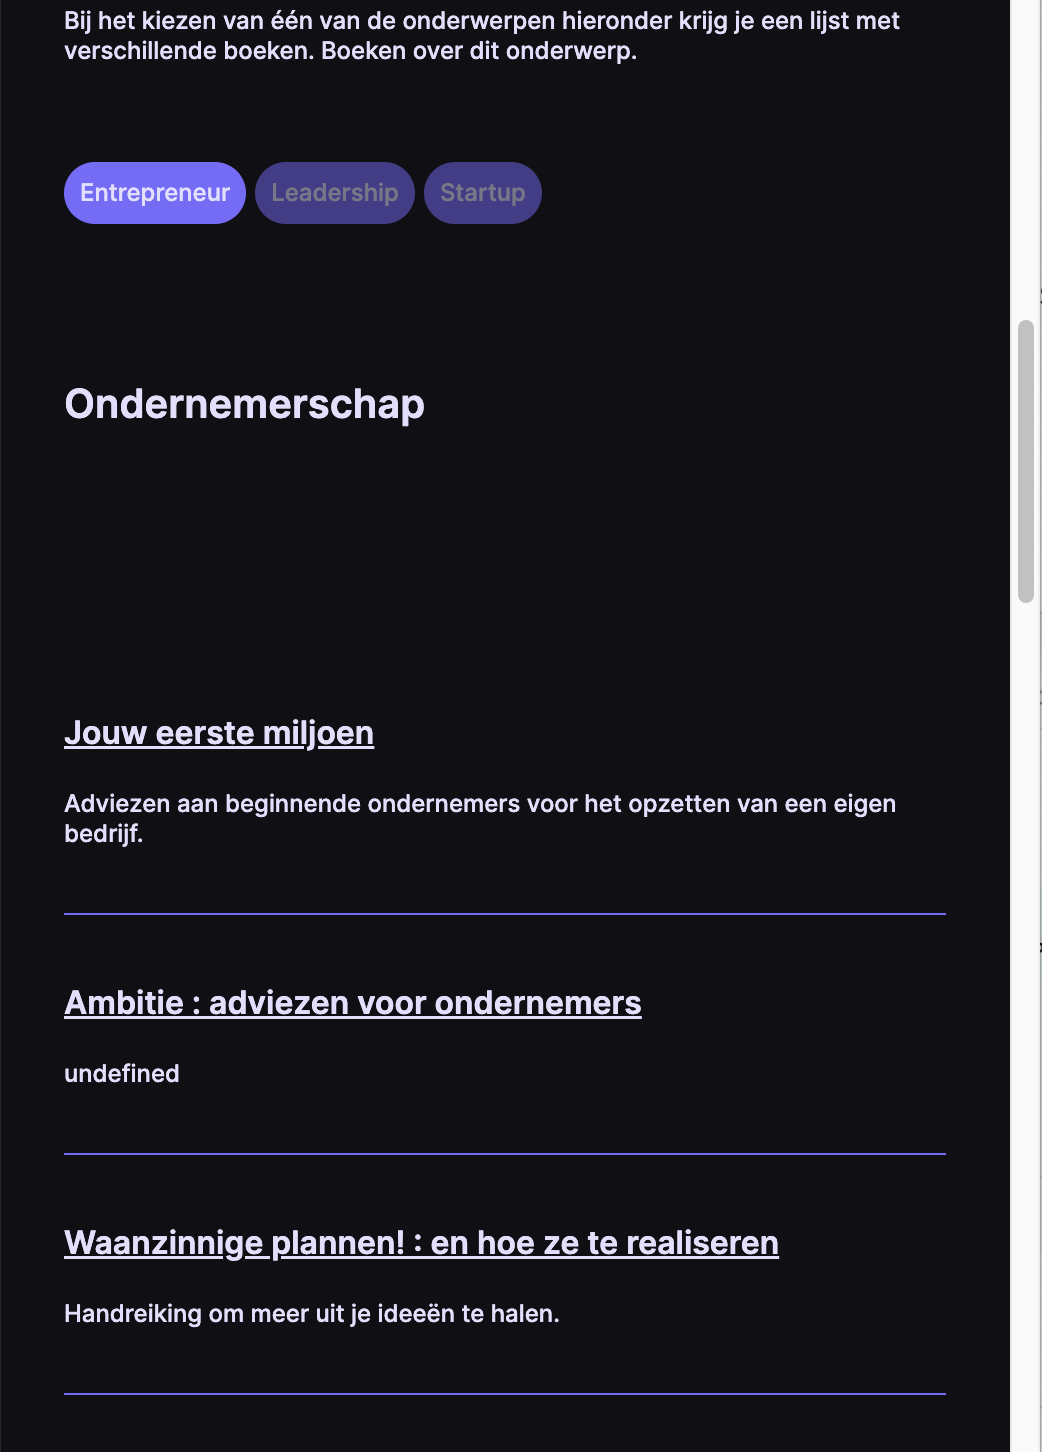 Bij het kiezen van één van de onderwerpen hieronder krijg je een lijst met
verschillende boeken. Boeken over dit onderwerp.
Entrepreneur Leadership Startup
Ondernemerschap
Jouw eerste miljoen
Adviezen aan beginnende ondernemers voor het opzetten van een eigen
bedrijf.
Ambitie : adviezen voor ondernemers
undefined
Waanzinnige plannen! : en hoe ze te realiseren
Handreiking om meer uit je ideeën te halen.